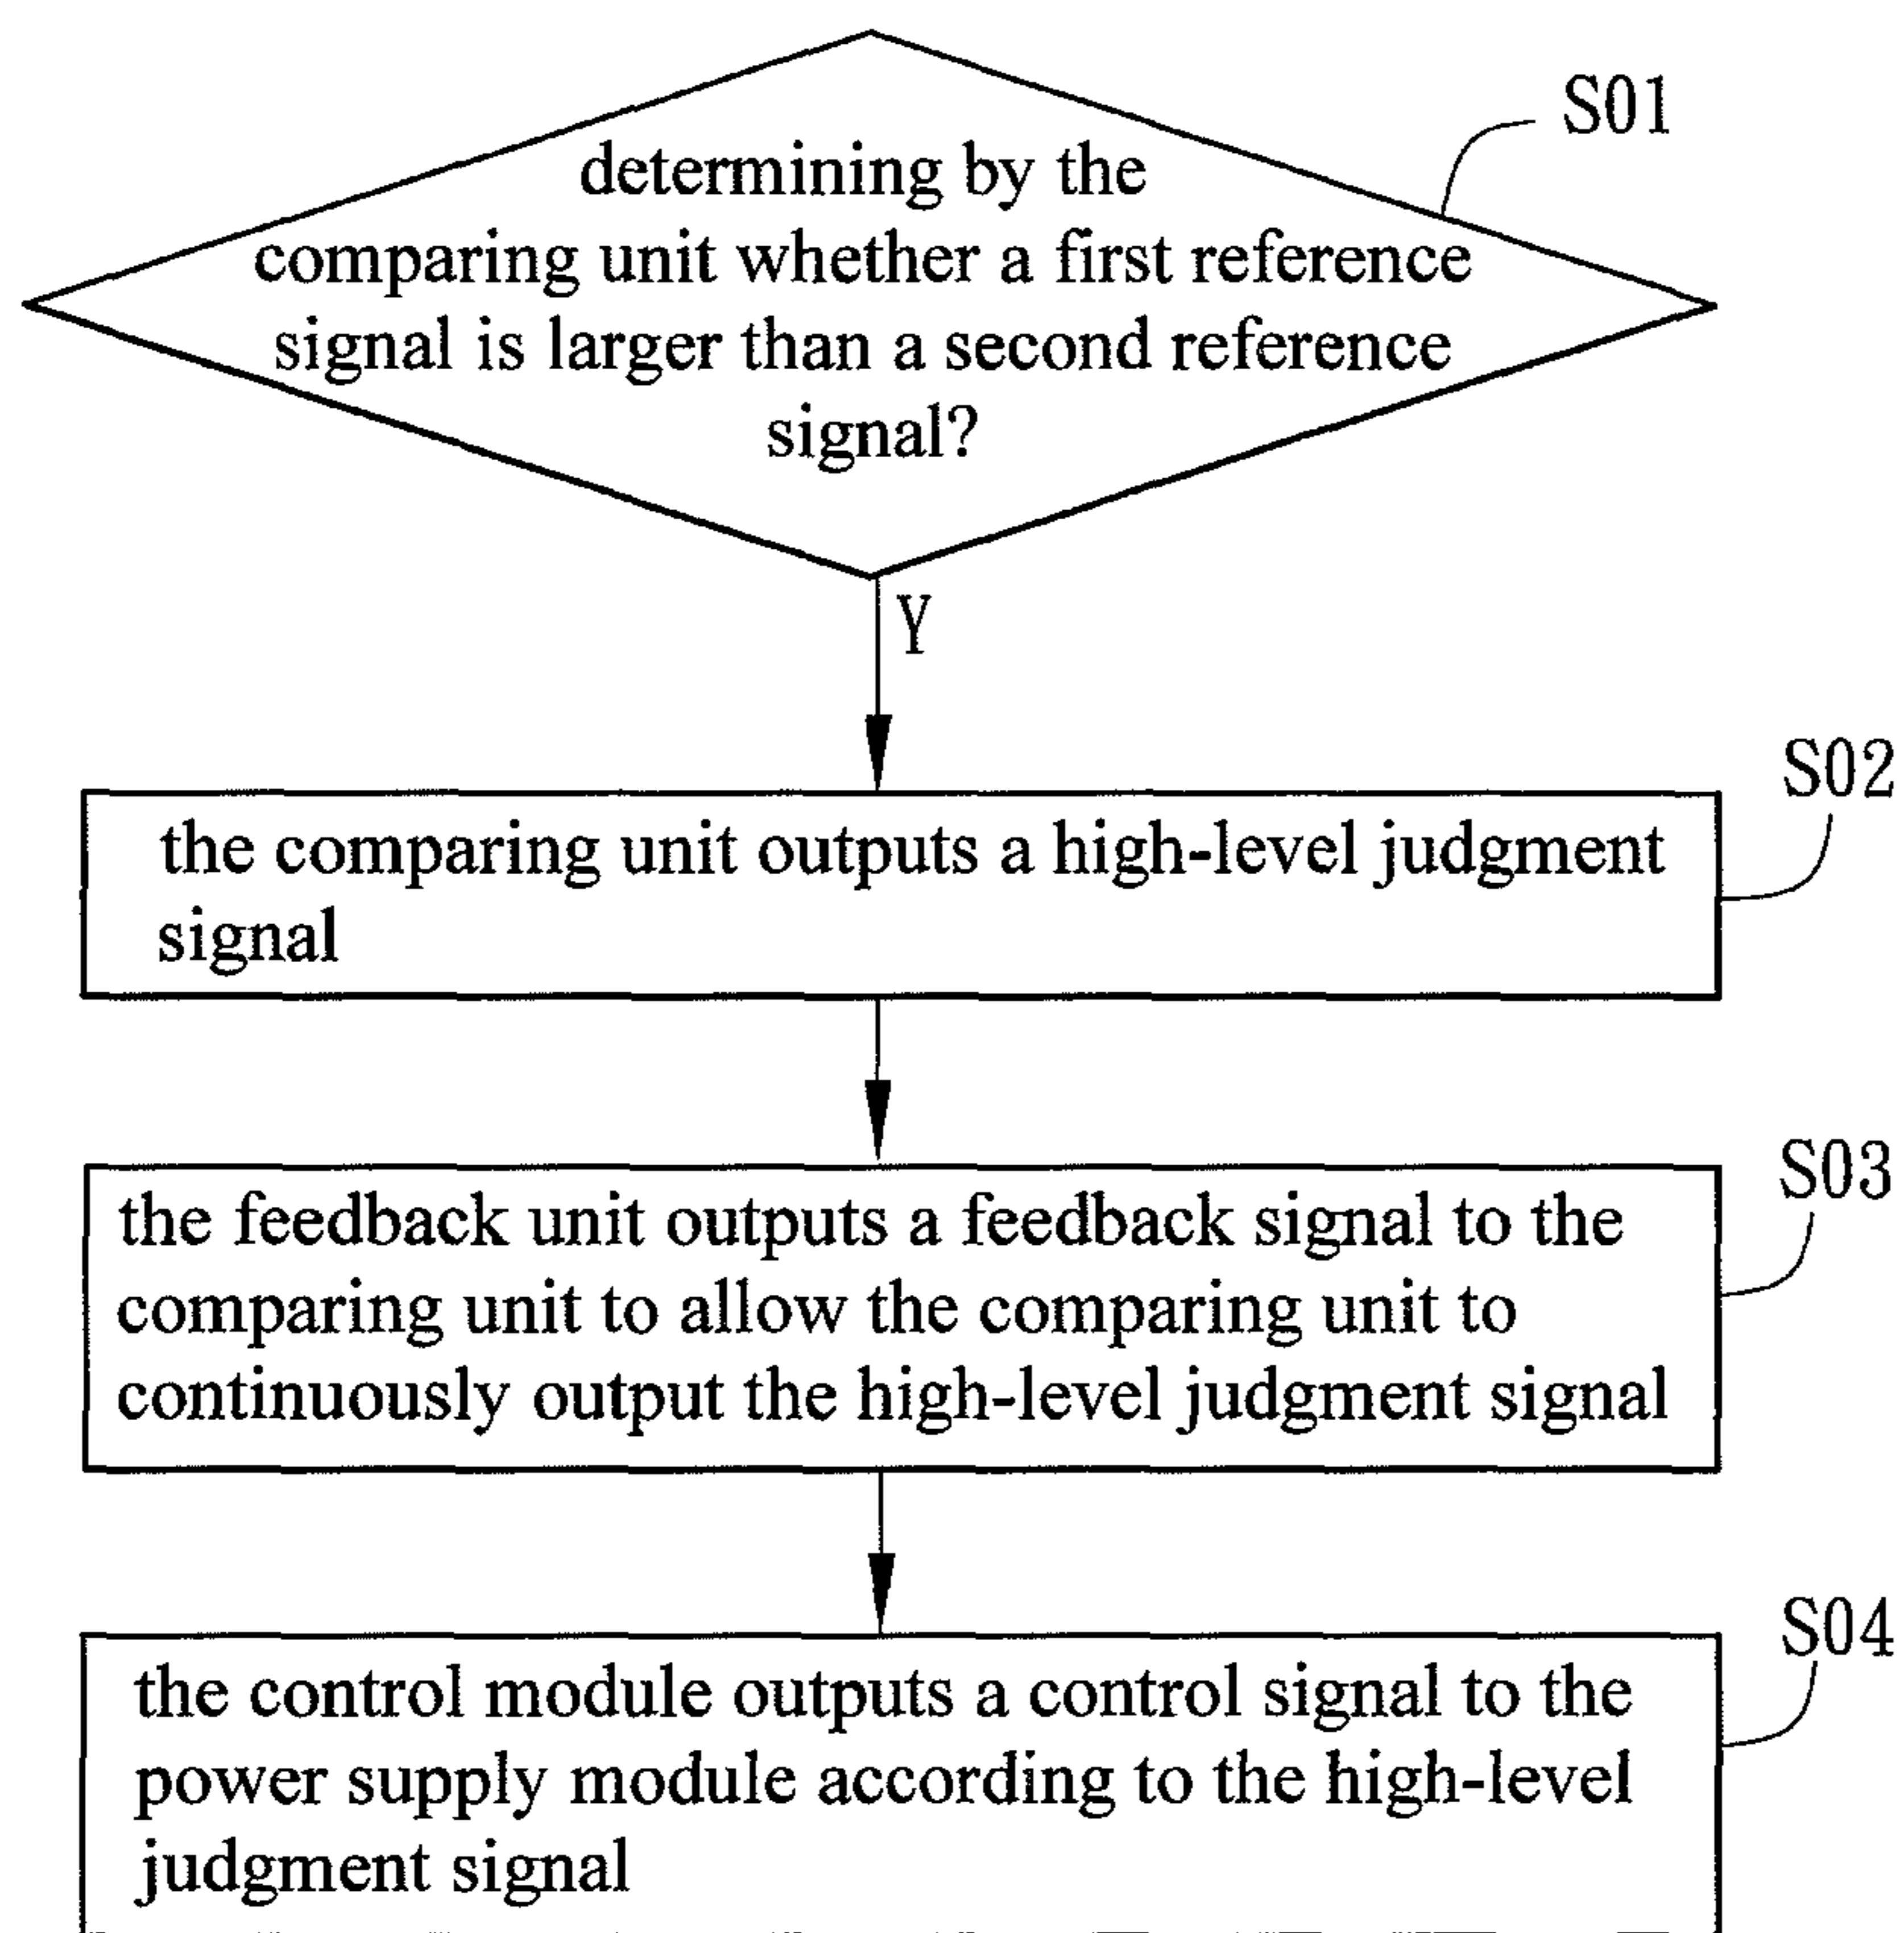 S01
determining by the
comparing unit whether a first reference
signal is larger than a second reference
signal?
Y
S02
the comparing unit outputs a high-level judgment
signal
S03
the feedback unit outputs a feedback signal to the
comparing unit to allow the comparing unit to
continuously output the high-level judgment signal
S04
the control module outputs a control signal to the
power supply module according to the high-level
judgment signal